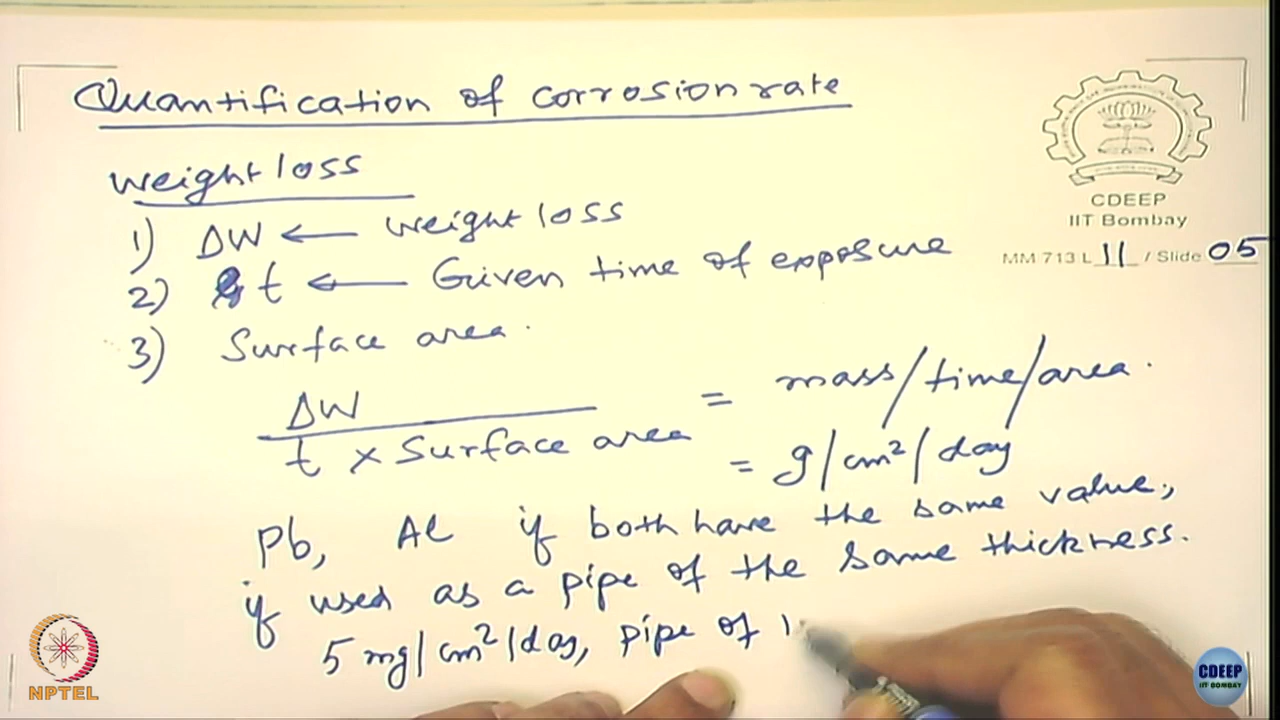 Quantification of corrosion rate
CDEEP
IIT Bombay
MM 713 L 11 / Slide 05
Weight loss
1) ΔW ← Weight loss
2) t ← Given time of exposure
3) Surface area.
ΔW
t × Surface area
= mass/time/area.
= g/cm²/day
Pb, Al if both have the same value,
if used as a pipe of the same thickness.
5 mg/cm²/day, pipe of 1
NPTEL
CDEEP
IIT BOMBAY